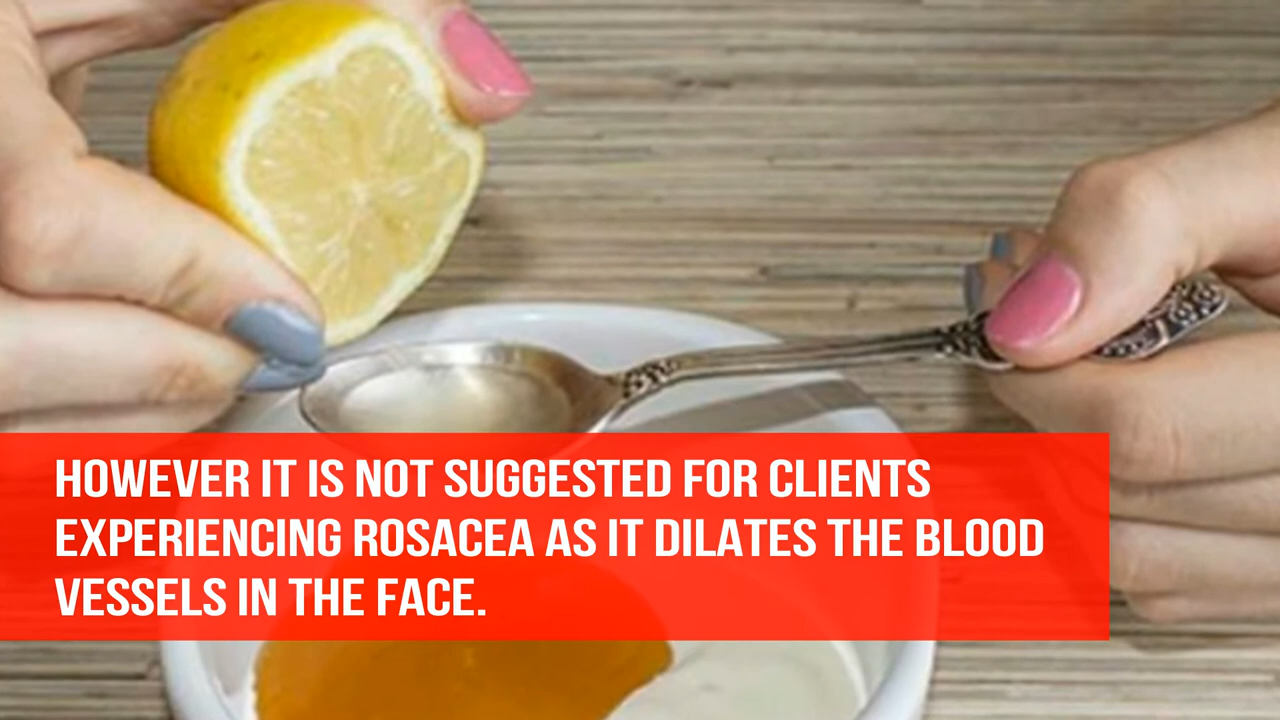 HOWEVER IT IS NOT SUGGESTED FOR CLIENTS
EXPERIENCING ROSACEA AS IT DILATES THE BLOOD
VESSELS IN THE FACE.